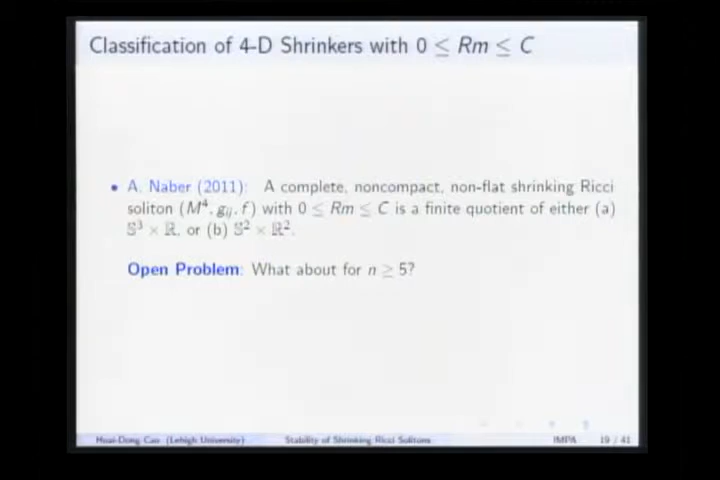 Classification of 4-D Shrinkers with 0 ≤ Rm ≤ C
• A. Naber (2011): A complete, noncompact, non-flat shrinking Ricci
soliton (M⁴, gᵢⱼ, f) with 0 ≤ Rm ≤ C is a finite quotient of either (a)
𝕊³ × ℝ, or (b) 𝕊² × ℝ².
Open Problem: What about for n ≥ 5?
Huai-Dong Cao (Lehigh University) Stability of Shrinking Ricci Solitons IMPA 19 / 41